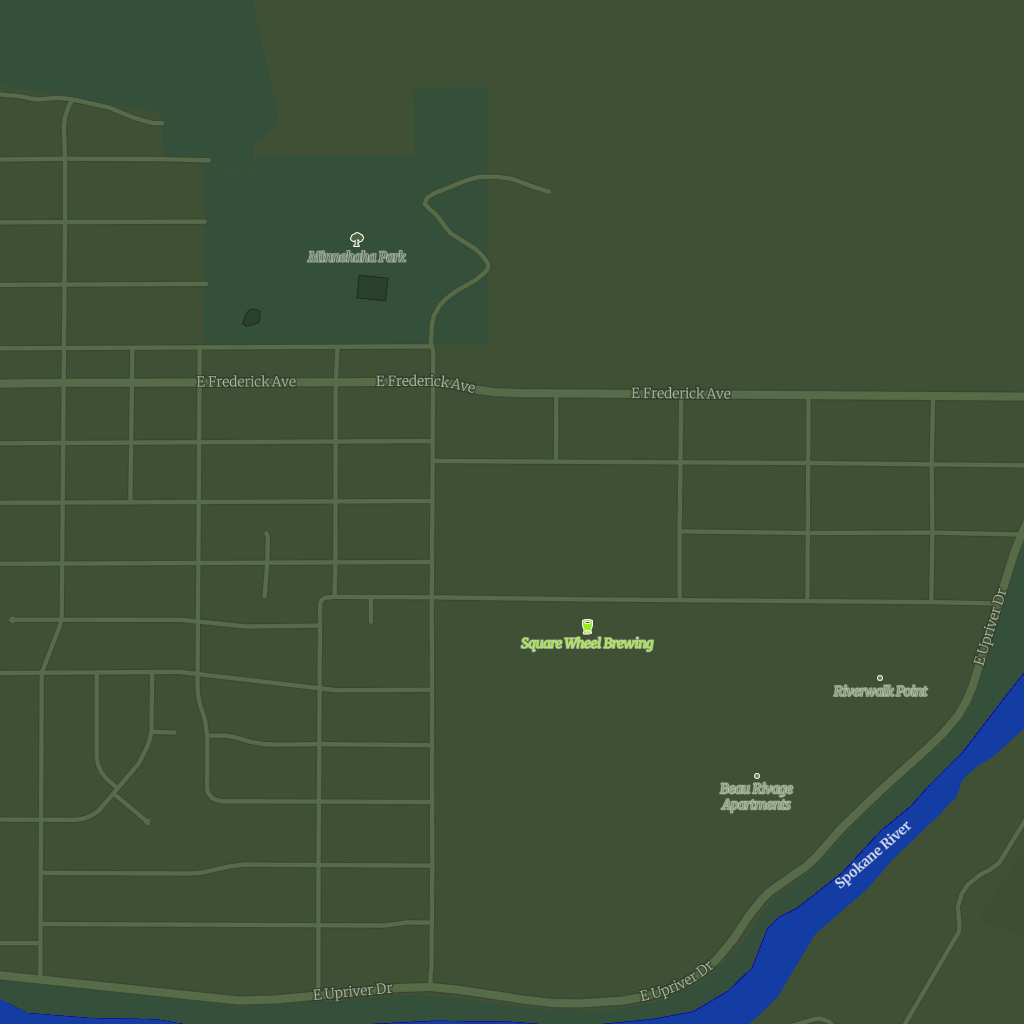 Minnehaha Park
E Frederick Ave
E Frederick Ave
E Frederick Ave
Square Wheel Brewing
E Upriver Dr
Riverwalk Point
Beau Rivage
Apartments
Spokane River
E Upriver Dr
E Upriver Dr